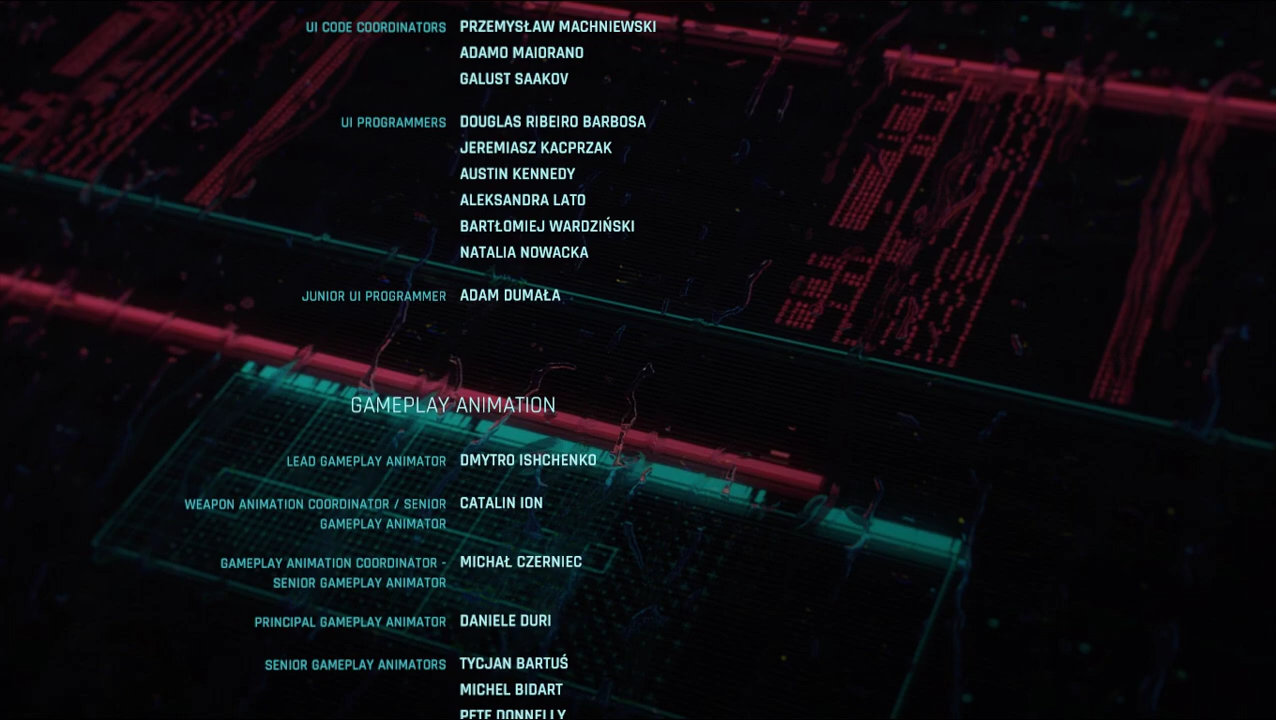 UI CODE COORDINATORS PRZEMYSŁAW MACHNIEWSKI
ADAMO MAIORANO
GALUST SAAKOV
UI PROGRAMMERS DOUGLAS RIBEIRO BARBOSA
JEREMIASZ KACPRZAK
AUSTIN KENNEDY
ALEKSANDRA LATO
BARTŁOMIEJ WARDZIŃSKI
NATALIA NOWACKA
JUNIOR UI PROGRAMMER ADAM DUMAŁA
GAMEPLAY ANIMATION
LEAD GAMEPLAY ANIMATOR DMYTRO ISHCHENKO
WEAPON ANIMATION COORDINATOR / SENIOR CATALIN ION
GAMEPLAY ANIMATOR
GAMEPLAY ANIMATION COORDINATOR - MICHAŁ CZERNIEC
SENIOR GAMEPLAY ANIMATOR
PRINCIPAL GAMEPLAY ANIMATOR DANIELE DURI
SENIOR GAMEPLAY ANIMATORS TYCJAN BARTUŚ
MICHEL BIDART
PETE DONNELLY